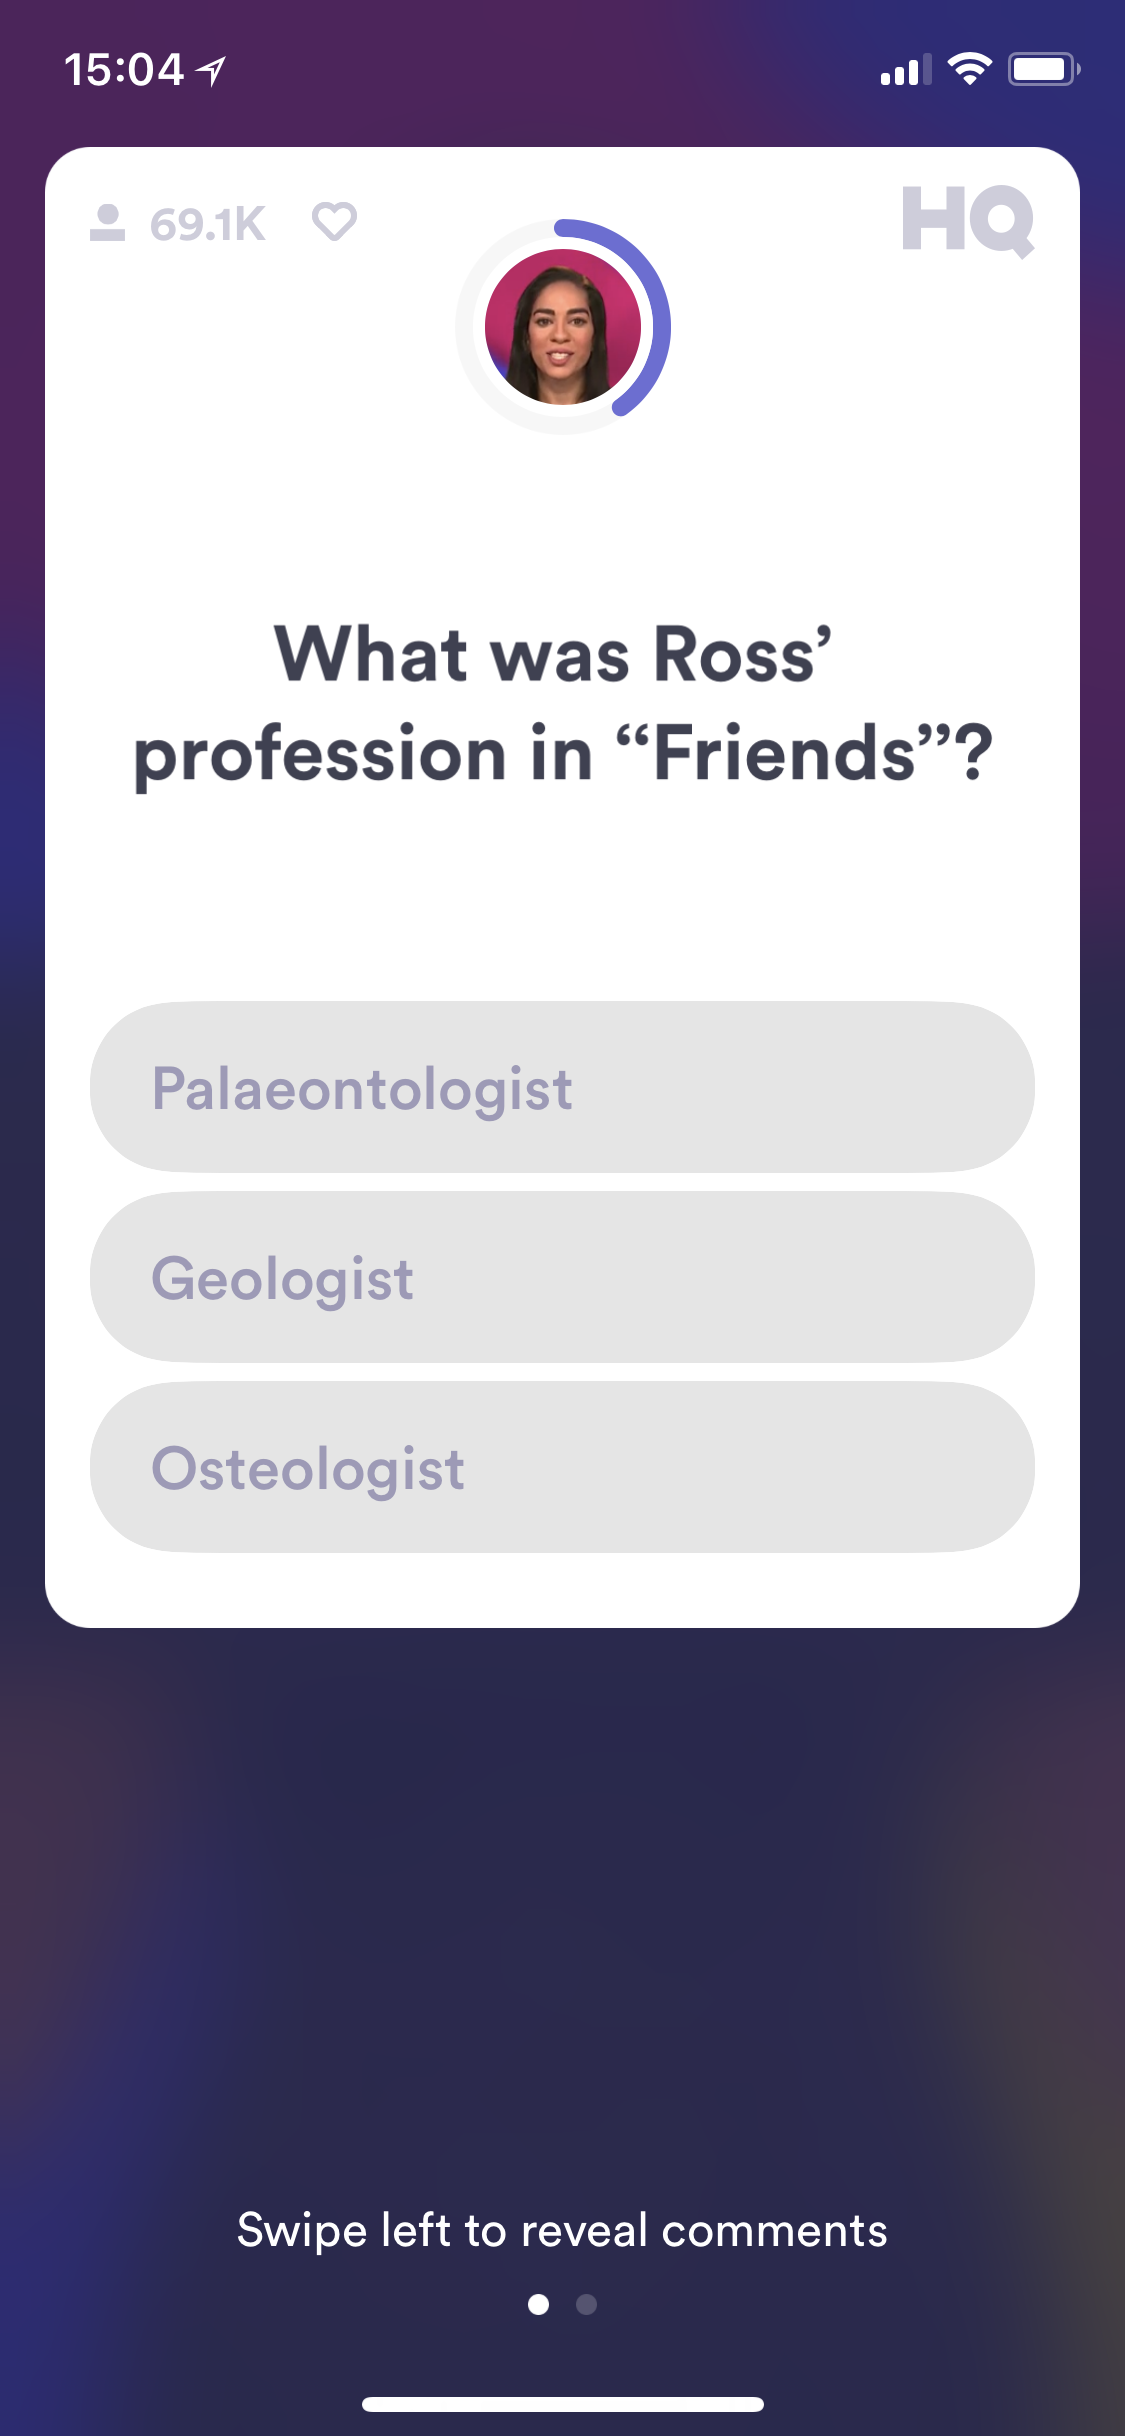 15:04
69.1K
HQ
What was Ross’
profession in “Friends”?
Palaeontologist
Geologist
Osteologist
Swipe left to reveal comments